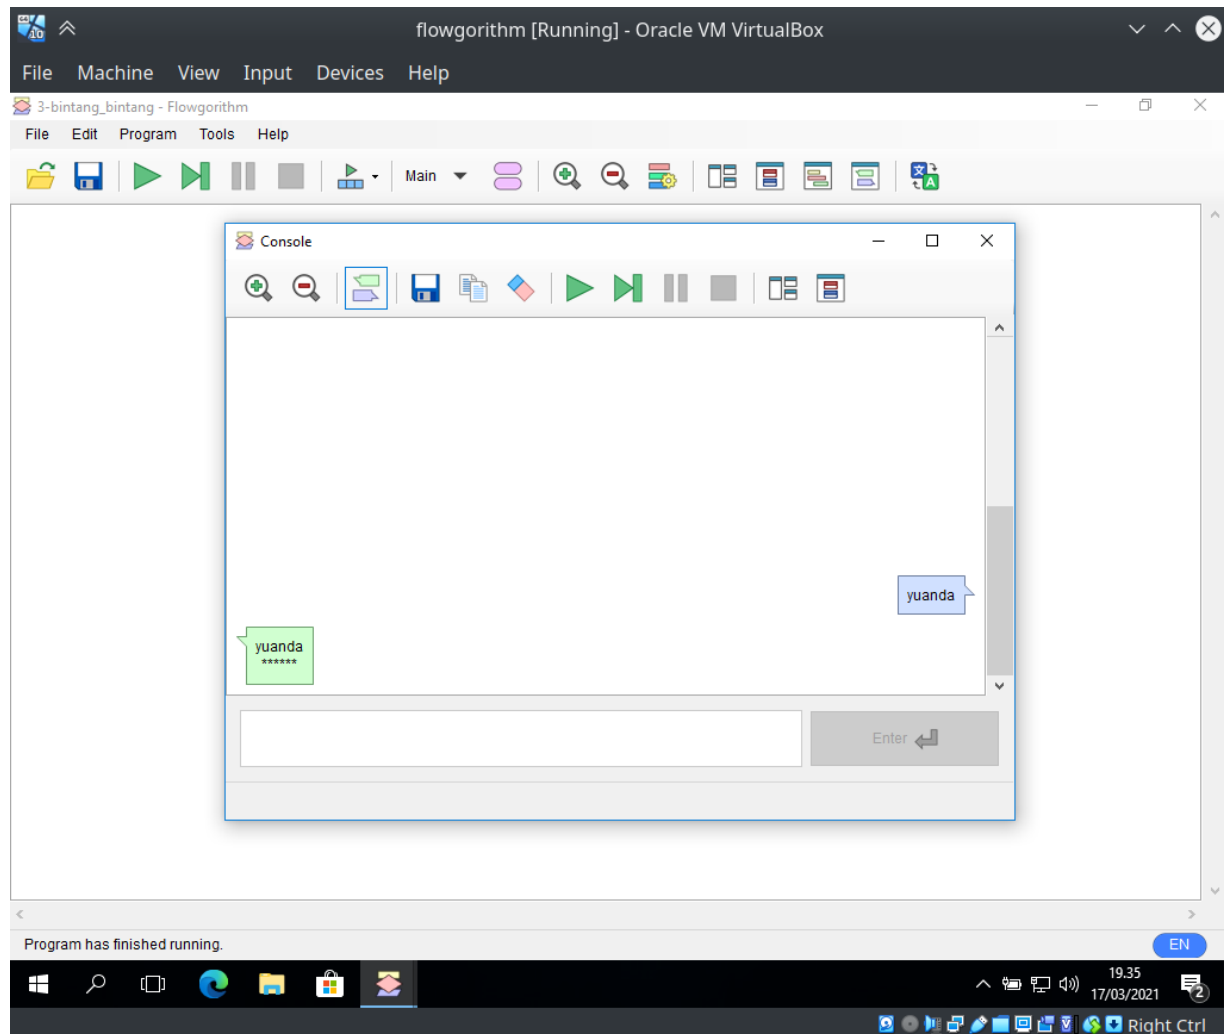 flowgorithm [Running] - Oracle VM VirtualBox
File Machine View Input Devices Help
3-bintang_bintang - Flowgorithm
File Edit Program Tools Help
Main
Console
yuanda
yuanda
******
Enter
Program has finished running.
EN
19.35
17/03/2021
2
Right Ctrl